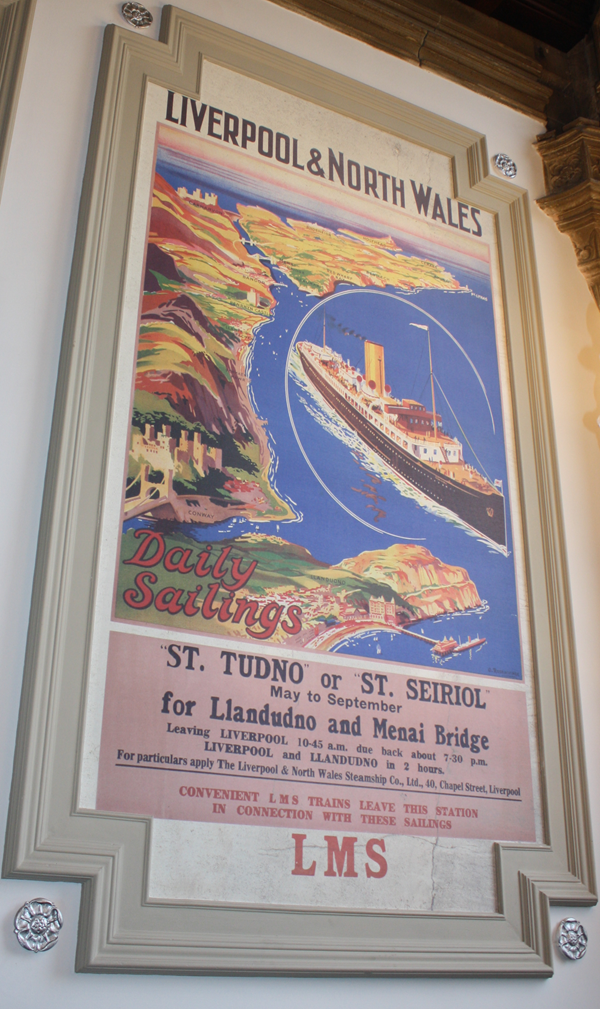 LIVERPOOL & NORTH WALES
CONWAY
LLANDUDNO
Daily
Sailings
"ST. TUDNO" or "ST. SEIRIOL"
May to September
for Llandudno and Menai Bridge
Leaving LIVERPOOL 10-45 a.m. due back about 7-30 p.m.
LIVERPOOL and LLANDUDNO in 2 hours.
For particulars apply The Liverpool & North Wales Steamship Co., Ltd., 40, Chapel Street, Liverpool
CONVENIENT LMS TRAINS LEAVE THIS STATION
IN CONNECTION WITH THESE SAILINGS
LMS